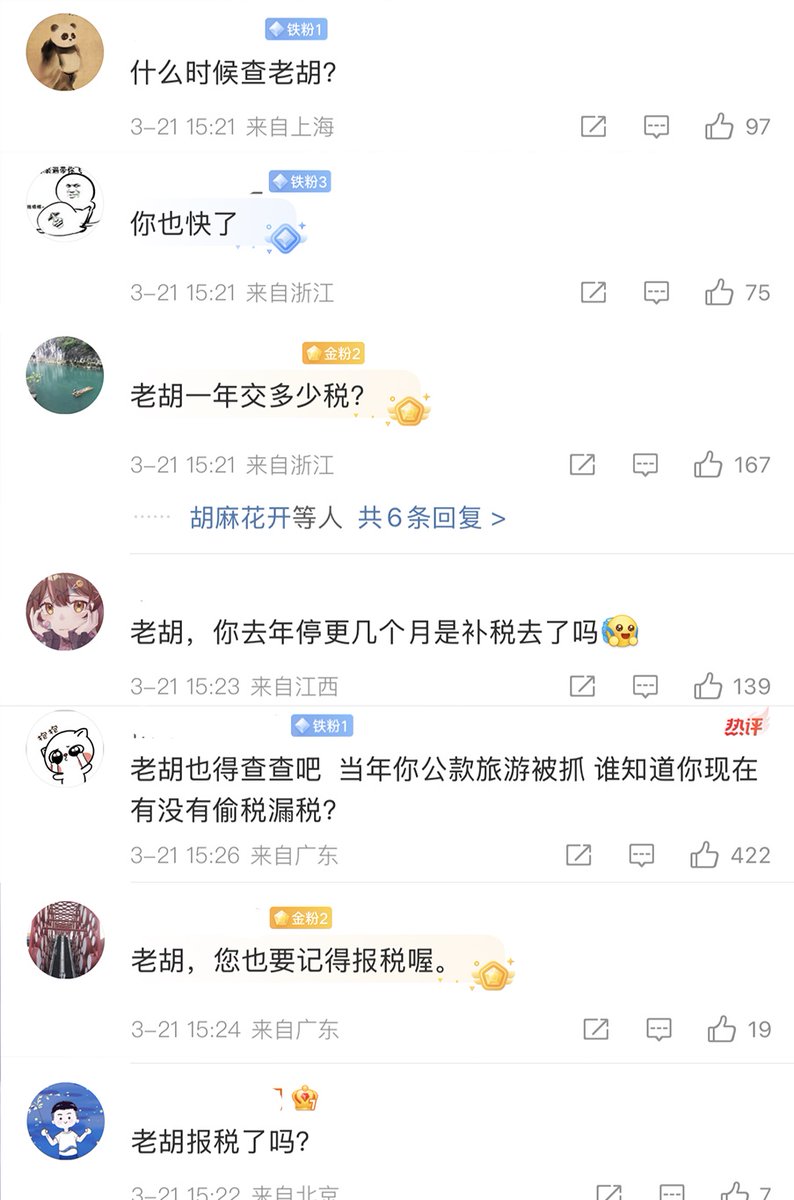 铁粉1
什么时候查老胡?
3-21 15:21 来自上海
97
铁粉3
你也快了
3-21 15:21 来自浙江
75
金粉2
老胡一年交多少税?
3-21 15:21 来自浙江
167
胡麻花开等人 共6条回复 >
老胡，你去年停更几个月是补税去了吗
3-21 15:23 来自江西
139
铁粉1
热评
抱抱
老胡也得查查吧 当年你公款旅游被抓 谁知道你现在
有没有偷税漏税?
3-21 15:26 来自广东
422
金粉2
老胡，您也要记得报税喔。
3-21 15:24 来自广东
19
老胡报税了吗?
3-21 15:22 来自北京
7